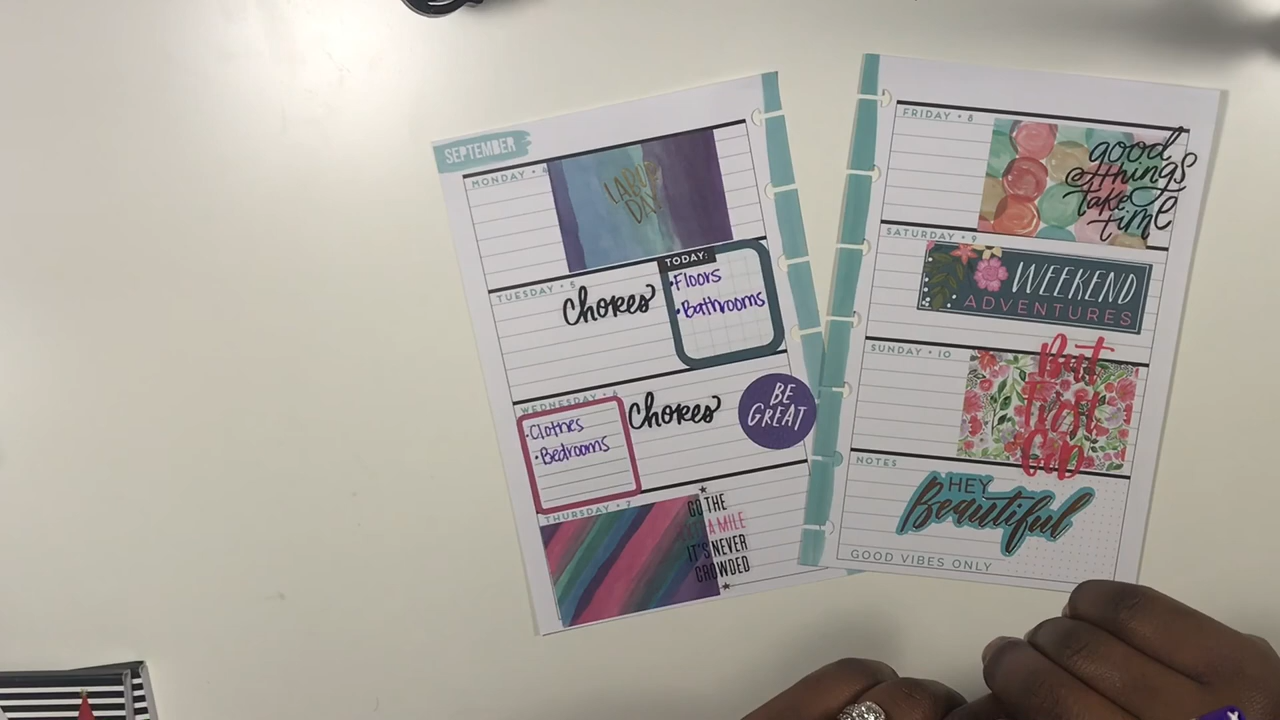 SEPTEMBER
MONDAY • 4
LABOR
DAY
TUESDAY • 5
chores
TODAY:
•Floors
•Bathrooms
WEDNESDAY • 6
•Clothes
•Bedrooms
chores
BE
GREAT
THURSDAY • 7
GO THE
A MILE
IT'S NEVER
CROWDED
FRIDAY • 8
good
things
take
time
SATURDAY • 9
WEEKEND
ADVENTURES
SUNDAY • 10
But
First
God
NOTES
HEY
Beautiful
GOOD VIBES ONLY